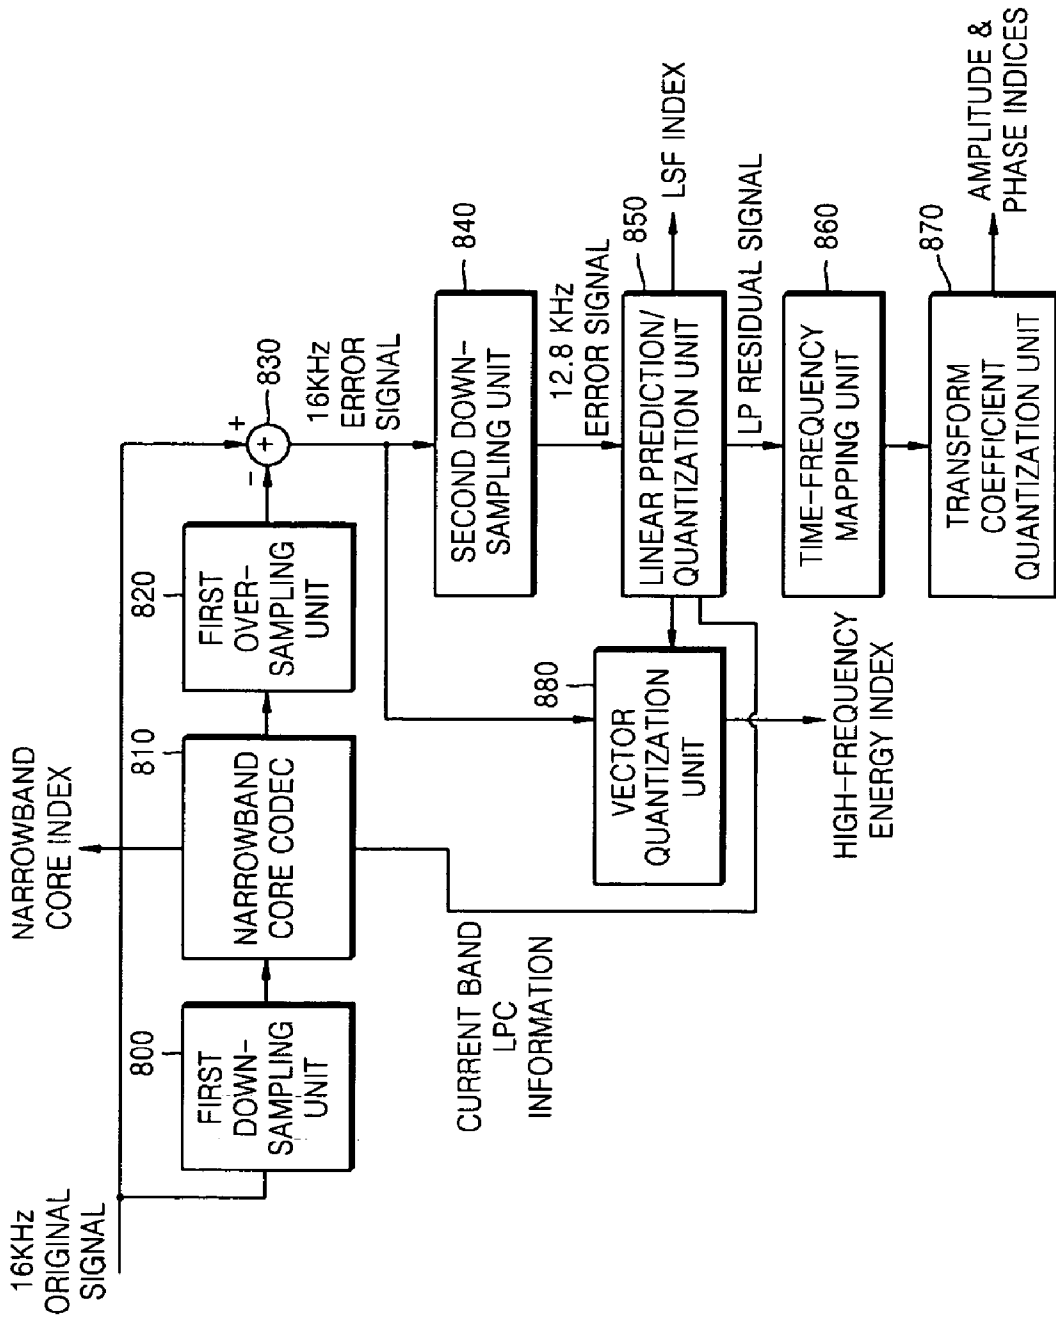 16KHz
ORIGINAL
SIGNAL
800
FIRST
DOWN-
SAMPLING
UNIT
NARROWBAND
CORE INDEX
810
NARROWBAND
CORE CODEC
820
FIRST
OVER-
SAMPLING
UNIT
+
-
+
830
16KHz
ERROR
SIGNAL
840
SECOND DOWN-
SAMPLING UNIT
12.8 KHz
ERROR SIGNAL
850
LINEAR PREDICTION/
QUANTIZATION UNIT
LSF INDEX
CURRENT BAND
LPC
INFORMATION
880
VECTOR
QUANTIZATION
UNIT
HIGH-FREQUENCY
ENERGY INDEX
LP RESIDUAL SIGNAL
860
TIME-FREQUENCY
MAPPING UNIT
870
TRANSFORM
COEFFICIENT
QUANTIZATION UNIT
AMPLITUDE &
PHASE INDICES